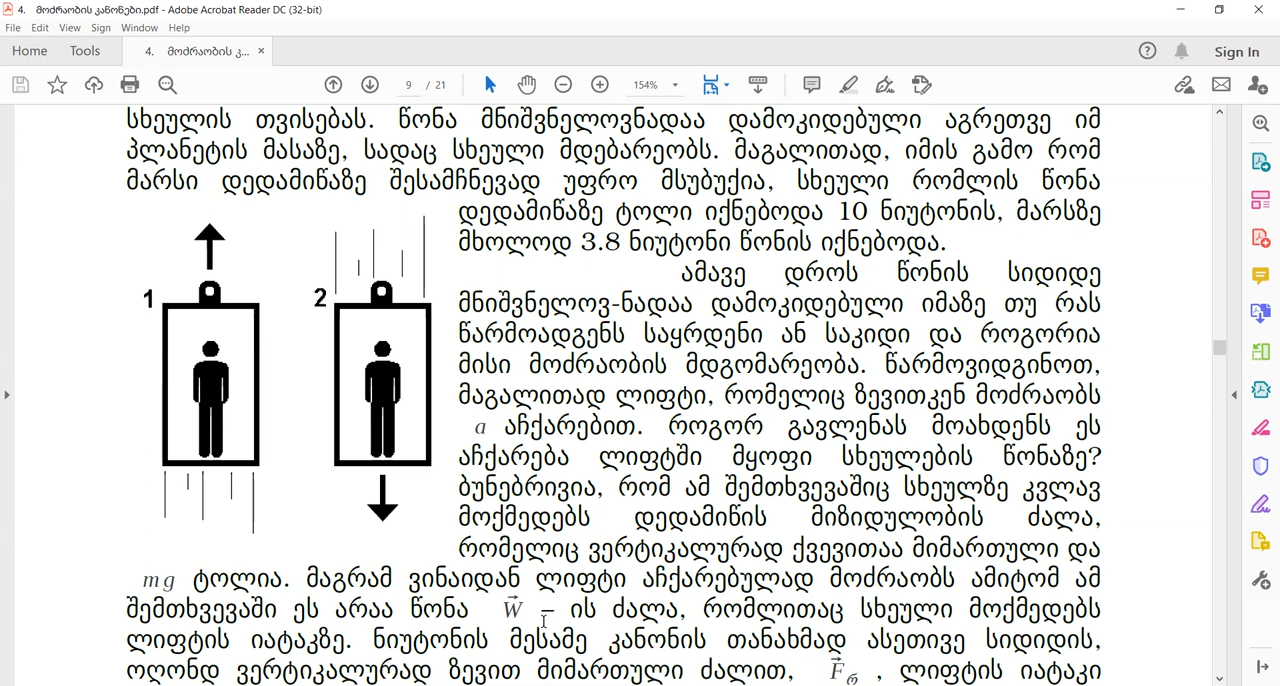 4. მოძრაობის კანონები.pdf - Adobe Acrobat Reader DC (32-bit)
File Edit View Sign Window Help
Home Tools 4. მოძრაობის კ... × Sign In
9 / 21 154%
სხეულის თვისებას. წონა მნიშვნელოვნადაა დამოკიდებული აგრეთვე იმ
პლანეტის მასაზე, სადაც სხეული მდებარეობს. მაგალითად, იმის გამო რომ
მარსი დედამიწაზე შესამჩნევად უფრო მსუბუქია, სხეული რომლის წონა
დედამიწაზე ტოლი იქნებოდა 10 ნიუტონის, მარსზე
მხოლოდ 3.8 ნიუტონი წონის იქნებოდა.
ამავე დროს წონის სიდიდე
მნიშვნელოვ-ნადაა დამოკიდებული იმაზე თუ რას
წარმოადგენს საყრდენი ან საკიდი და როგორია
მისი მოძრაობის მდგომარეობა. წარმოვიდგინოთ,
მაგალითად ლიფტი, რომელიც ზევითკენ მოძრაობს
a აჩქარებით. როგორ გავლენას მოახდენს ეს
აჩქარება ლიფტში მყოფი სხეულების წონაზე?
ბუნებრივია, რომ ამ შემთხვევაშიც სხეულზე კვლავ
მოქმედებს დედამიწის მიზიდულობის ძალა,
რომელიც ვერტიკალურად ქვევითაა მიმართული და
mg ტოლია. მაგრამ ვინაიდან ლიფტი აჩქარებულად მოძრაობს ამიტომ ამ
შემთხვევაში ეს არაა წონა W⃗ – ის ძალა, რომლითაც სხეული მოქმედებს
ლიფტის იატაკზე. ნიუტონის მესამე კანონის თანახმად ასეთივე სიდიდის,
ოღონდ ვერტიკალურად ზევით მიმართული ძალით, F⃗რ , ლიფტის იატაკი
1
2